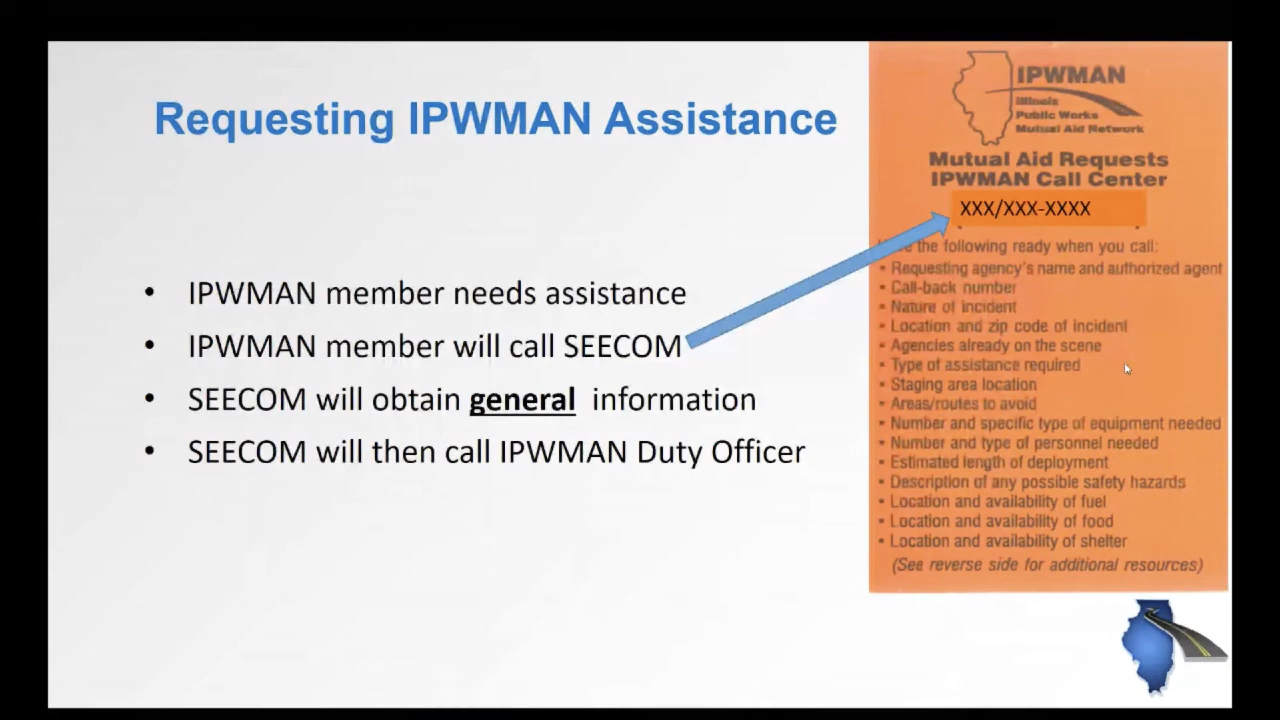 Requesting IPWMAN Assistance
• IPWMAN member needs assistance
• IPWMAN member will call SEECOM
• SEECOM will obtain general information
• SEECOM will then call IPWMAN Duty Officer
IPWMAN
Illinois
Public Works
Mutual Aid Network
Mutual Aid Requests
IPWMAN Call Center
XXX/XXX-XXXX
the following ready when you call:
• Requesting agency's name and authorized agent
• Call-back number
• Nature of incident
• Location and zip code of incident
• Agencies already on the scene
• Type of assistance required
• Staging area location
• Areas/routes to avoid
• Number and specific type of equipment needed
• Number and type of personnel needed
• Estimated length of deployment
• Description of any possible safety hazards
• Location and availability of fuel
• Location and availability of food
• Location and availability of shelter
(See reverse side for additional resources)